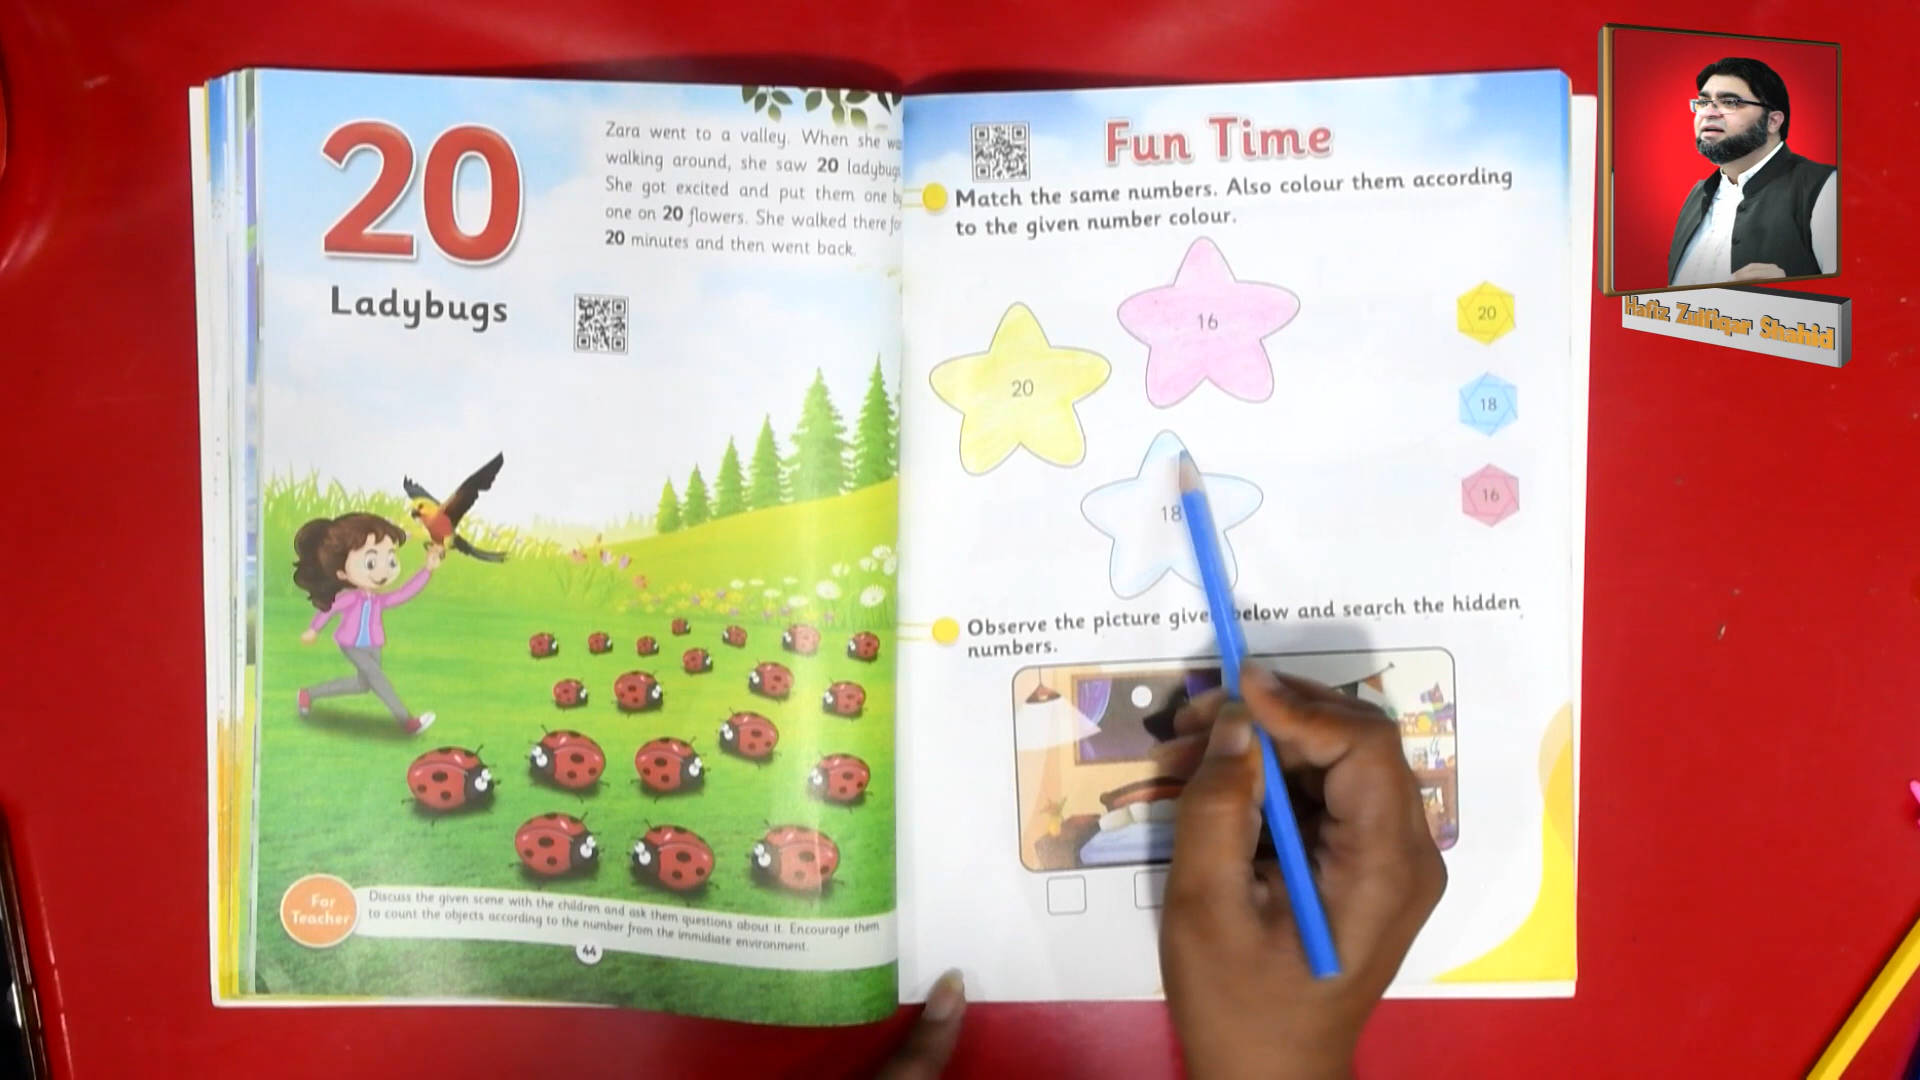 20
Ladybugs
Zara went to a valley. When she
walking around, she saw 20 ladybugs
She got excited and put them one
one on 20 flowers. She walked there
20 minutes and then went back.
For
Teacher
Discuss the given scene with the children and ask them questions about it. Encourage them
to count the objects according to the number from the immidiate environment.
44
Fun Time
Match the same numbers. Also colour them according
to the given number colour.
16
20
18
20
18
16
Observe the picture below and search the hidden
numbers.
Hafiz Zulfiqar Shahid